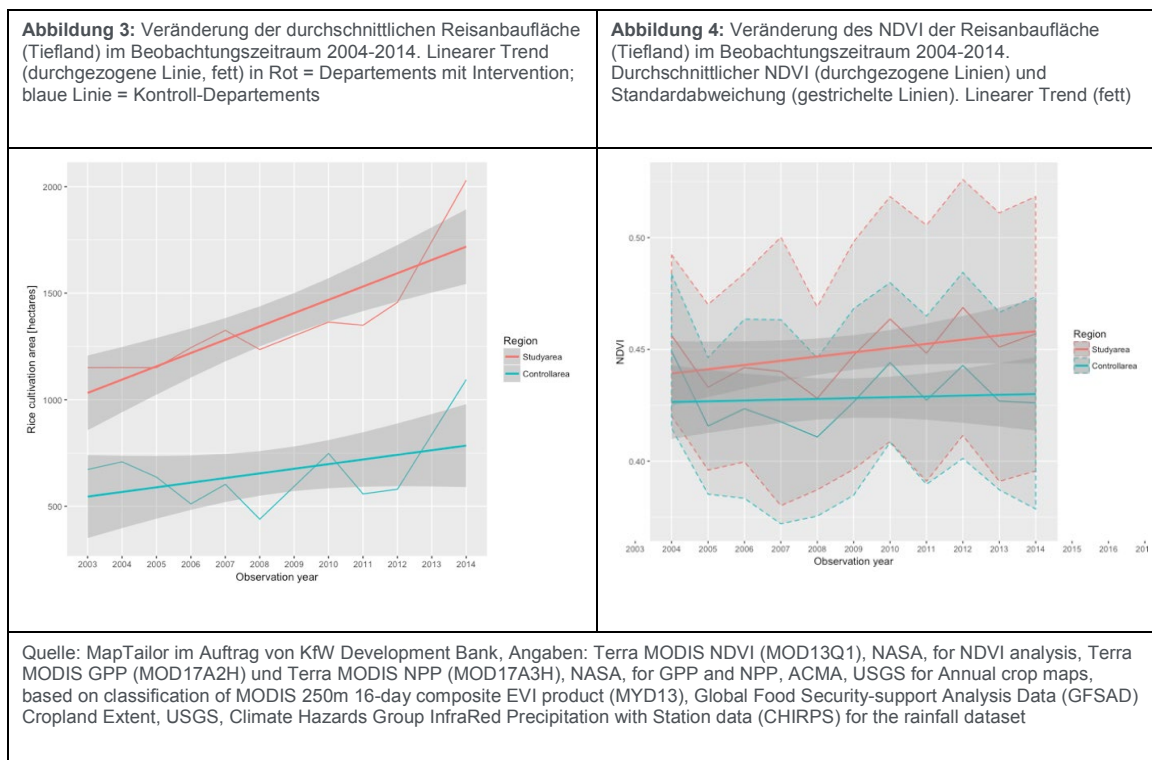 Abbildung 3: Veränderung der durchschnittlichen Reisanbaufläche
(Tiefland) im Beobachtungszeitraum 2004-2014. Linearer Trend
(durchgezogene Linie, fett) in Rot = Departements mit Intervention;
blaue Linie = Kontroll-Departements
Abbildung 4: Veränderung des NDVI der Reisanbaufläche
(Tiefland) im Beobachtungszeitraum 2004-2014.
Durchschnittlicher NDVI (durchgezogene Linien) und
Standardabweichung (gestrichelte Linien). Linearer Trend (fett)
Rice cultivation area [hectares]
2000
1500
1000
500
2003 2004 2005 2006 2007 2008 2009 2010 2011 2012 2013 2014
Observation year
Region
Studyarea
Controllarea
NDVI
0.50
0.45
0.40
2003 2004 2005 2006 2007 2008 2009 2010 2011 2012 2013 2014 2015 2016 201
Observation year
Region
Studyarea
Controllarea
Quelle: MapTailor im Auftrag von KfW Development Bank, Angaben: Terra MODIS NDVI (MOD13Q1), NASA, for NDVI analysis, Terra
MODIS GPP (MOD17A2H) und Terra MODIS NPP (MOD17A3H), NASA, for GPP and NPP, ACMA, USGS for Annual crop maps,
based on classification of MODIS 250m 16-day composite EVI product (MYD13), Global Food Security-support Analysis Data (GFSAD)
Cropland Extent, USGS, Climate Hazards Group InfraRed Precipitation with Station data (CHIRPS) for the rainfall dataset